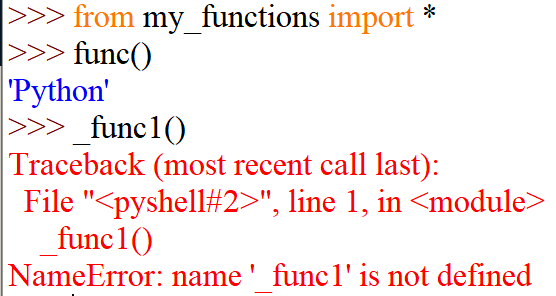 >>> from my_functions import *
>>> func()
'Python'
>>> _func1()
Traceback (most recent call last):
  File "<pyshell#2>", line 1, in <module>
    _func1()
NameError: name '_func1' is not defined